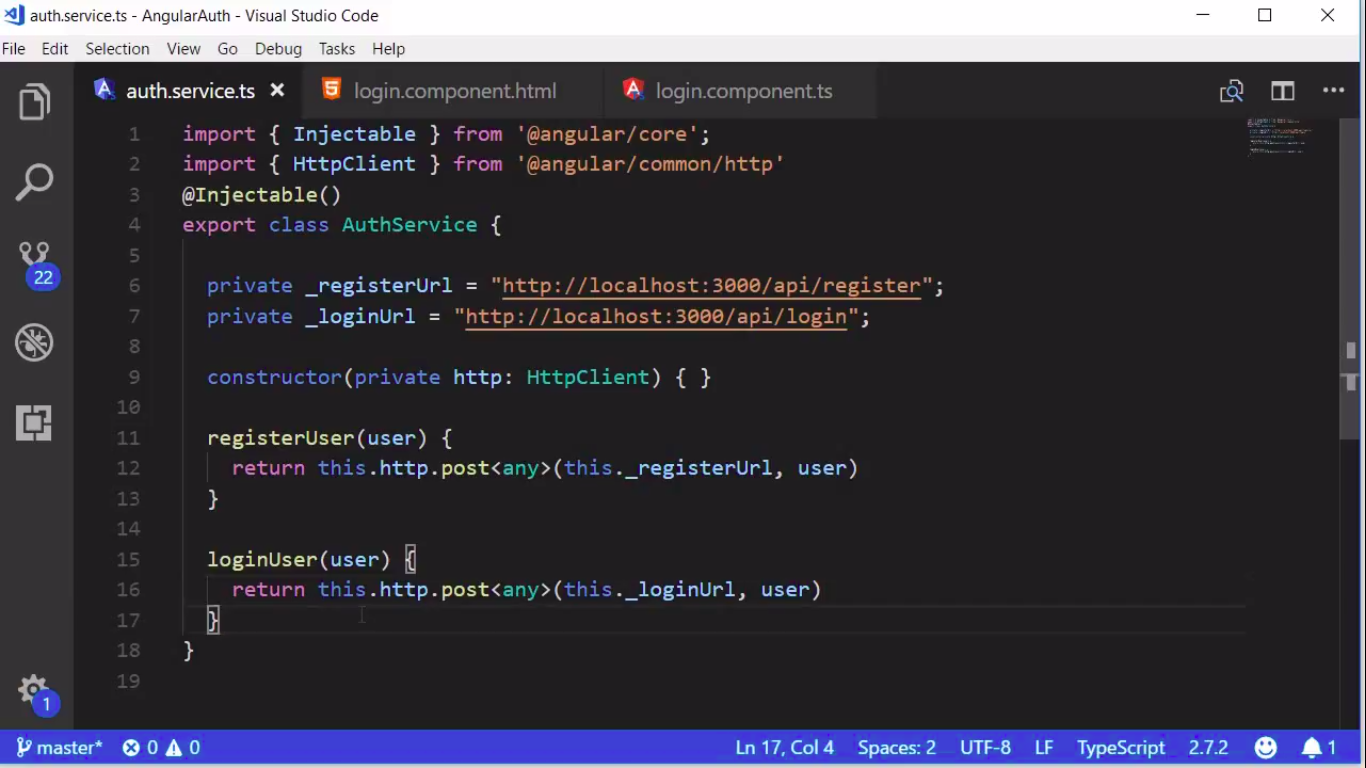 auth.service.ts - AngularAuth - Visual Studio Code
File Edit Selection View Go Debug Tasks Help
auth.service.ts login.component.html login.component.ts
1 import { Injectable } from '@angular/core';
2 import { HttpClient } from '@angular/common/http'
3 @Injectable()
4 export class AuthService {
5
6 private _registerUrl = "http://localhost:3000/api/register";
7 private _loginUrl = "http://localhost:3000/api/login";
8
9 constructor(private http: HttpClient) { }
10
11 registerUser(user) {
12 return this.http.post<any>(this._registerUrl, user)
13 }
14
15 loginUser(user) {
16 return this.http.post<any>(this._loginUrl, user)
17 }
18 }
19
22
1
master* 0 0 Ln 17, Col 4 Spaces: 2 UTF-8 LF TypeScript 2.7.2 1